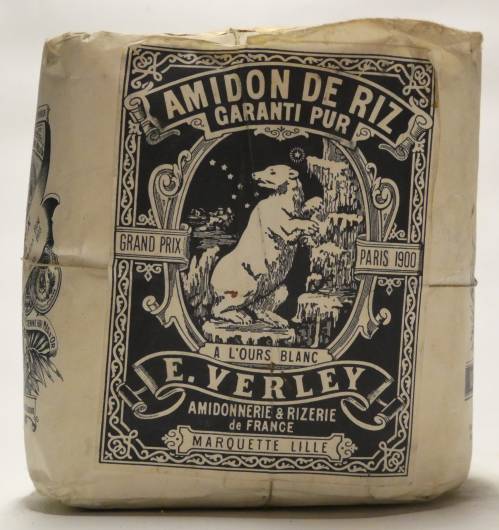 AMIDON DE RIZ
GARANTI PUR
GRAND PRIX
PARIS 1900
A L'OURS BLANC
E. VERLEY
AMIDONNERIE & RIZERIE
de FRANCE
MARQUETTE LILLE